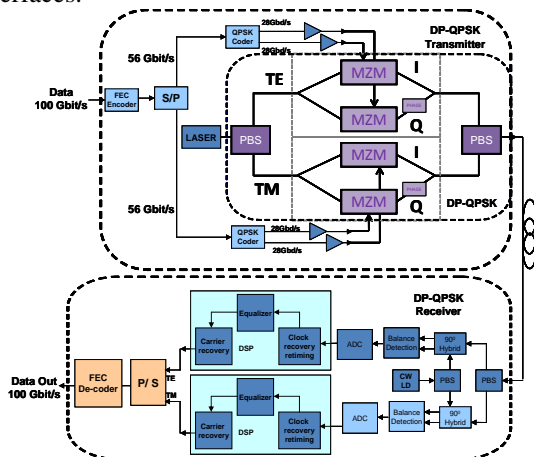 erfaces.
DP-QPSK
Transmitter
QPSK
Coder
28Gbd/s
28Gbd/s
56 Gbit/s
Data
100 Gbit/s
FEC
Encoder
S/P
LASER
PBS
TE
TM
MZM
I
MZM
PHASE
Q
MZM
I
MZM
PHASE
Q
PBS
DP-QPSK
56 Gbit/s
QPSK
Coder
28Gbd/s
28Gbd/s
DP-QPSK
Receiver
Equalizer
Carrier
recovery
DSP
Clock
recovery
retiming
ADC
Balance
Detection
90º
Hybrid
CW
LD
PBS
PBS
Data Out
100 Gbit/s
FEC
De-coder
P/ S
TE
TM
Equalizer
Carrier
recovery
DSP
Clock
recovery
retiming
ADC
Balance
Detection
90º
Hybrid